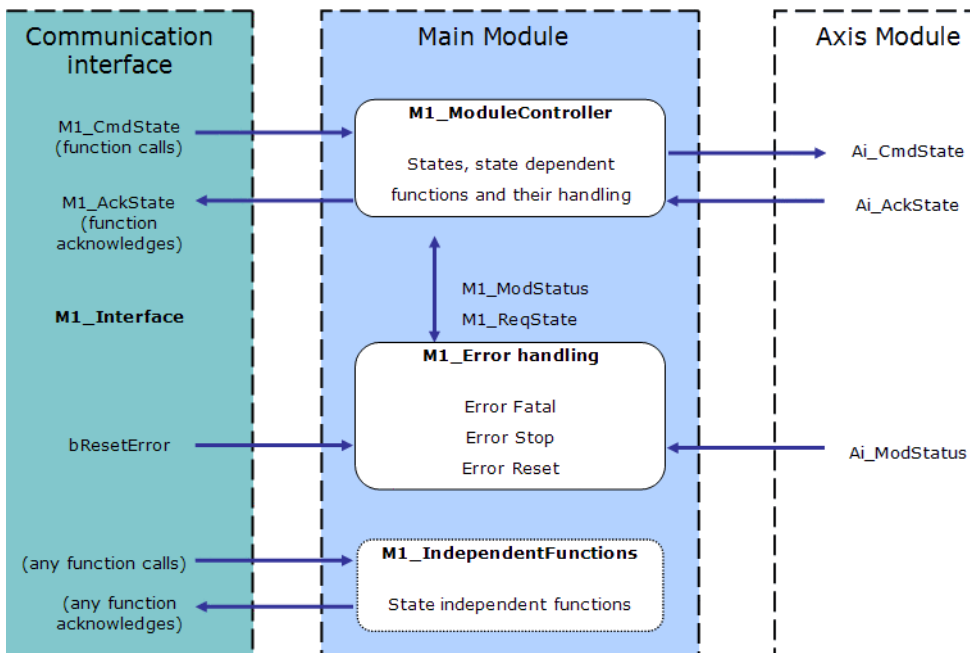 Communication
interface
Main Module
Axis Module
M1_CmdState
(function calls)
M1_AckState
(function
acknowledges)
M1_Interface
bResetError
(any function calls)
(any function
acknowledges)
M1_ModuleController
States, state dependent
functions and their handling
M1_ModStatus
M1_ReqState
M1_Error handling
Error Fatal
Error Stop
Error Reset
M1_IndependentFunctions
State independent functions
Ai_CmdState
Ai_AckState
Ai_ModStatus